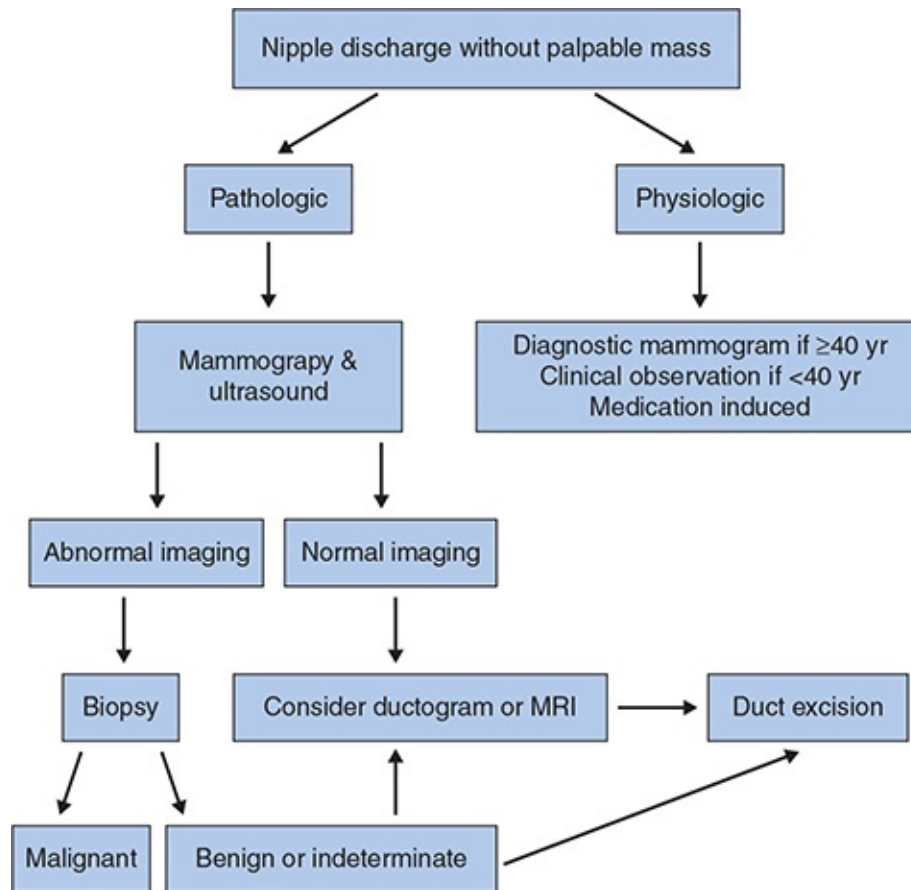 Nipple discharge without palpable mass
Pathologic
Physiologic
Mammograpy &
ultrasound
Diagnostic mammogram if ≥40 yr
Clinical observation if <40 yr
Medication induced
Abnormal imaging
Normal imaging
Biopsy
Consider ductogram or MRI
Duct excision
Malignant
Benign or indeterminate